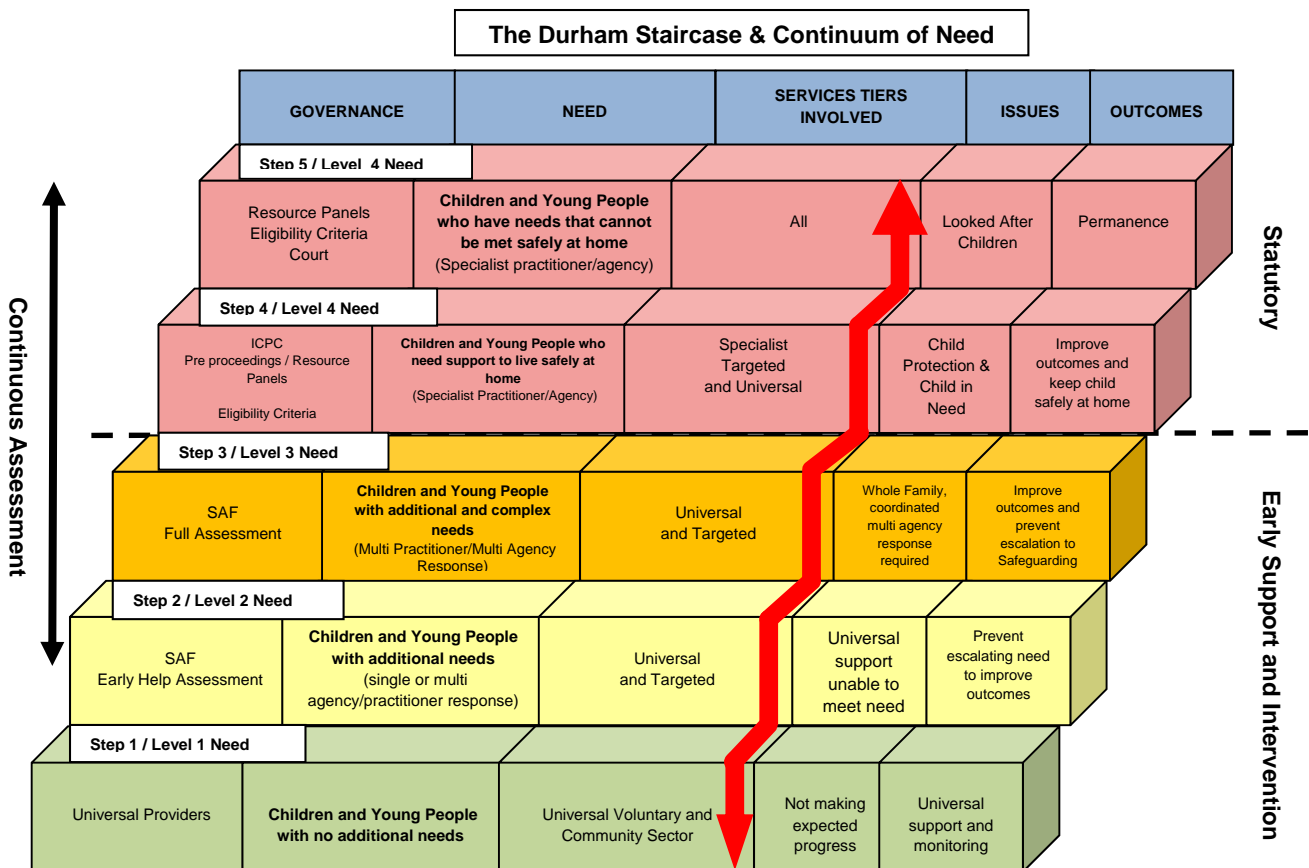 The Durham Staircase & Continuum of Need
GOVERNANCE
NEED
SERVICES TIERS
INVOLVED
ISSUES
OUTCOMES
Step 5 / Level  4 Need
Resource Panels
Eligibility Criteria
Court
Children and Young People
who have needs that cannot
be met safely at home
(Specialist practitioner/agency)
All
Looked After
Children
Permanence
Step 4 / Level 4 Need
ICPC
Pre proceedings / Resource
Panels
Eligibility Criteria
Children and Young People who
need support to live safely at
home
(Specialist Practitioner/Agency)
Specialist
Targeted
and Universal
Child
Protection &
Child in
Need
Improve
outcomes and
keep child
safely at home
Step 3 / Level 3 Need
SAF
Full Assessment
Children and Young People
with additional and complex
needs
(Multi Practitioner/Multi Agency
Response)
Universal
and Targeted
Whole Family,
coordinated
multi agency
response
required
Improve
outcomes and
prevent
escalation to
Safeguarding
Step 2 / Level 2 Need
SAF
Early Help Assessment
Children and Young People
with additional needs
(single or multi
agency/practitioner response)
Universal
and Targeted
Universal
support
unable to
meet need
Prevent
escalating need
to improve
outcomes
Step 1 / Level 1 Need
Universal Providers
Children and Young People
with no additional needs
Universal Voluntary and
Community Sector
Not making
expected
progress
Universal
support and
monitoring
Continuous Assessment
Statutory
Early Support and Intervention